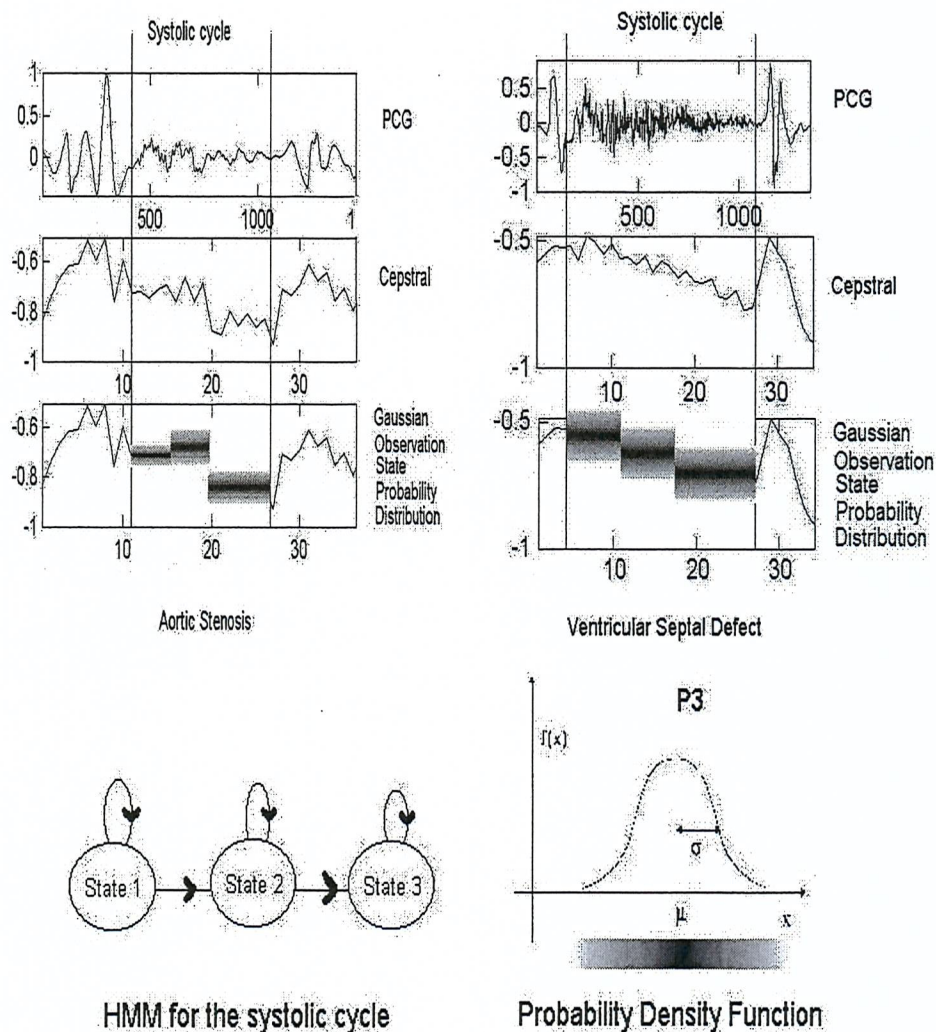 Systolic cycle
1
0.5
0
PCG
500
1000
1
-0.6
-0.8
-1
Cepstral
10
20
30
-0.6
-0.8
-1
Gaussian
Observation
State
Probability
Distribution
10
20
30
Aortic Stenosis
Systolic cycle
0.5
0
-0.5
-1
PCG
500
1000
-0.5
-1
Cepstral
10
20
30
-0.5
-1
Gaussian
Observation
State
Probability
Distribution
10
20
30
Ventricular Septal Defect
State 1
State 2
State 3
HMM for the systolic cycle
P3
f(x)
σ
μ
x
Probability Density Function